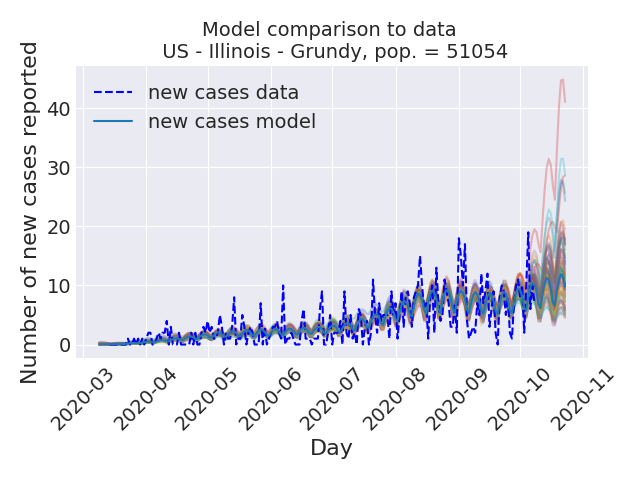 Model comparison to data
US - Illinois - Grundy, pop. = 51054
Number of new cases reported
new cases data
new cases model
40
30
20
10
0
2020-03
2020-04
2020-05
2020-06
2020-07
2020-08
2020-09
2020-10
2020-11
Day